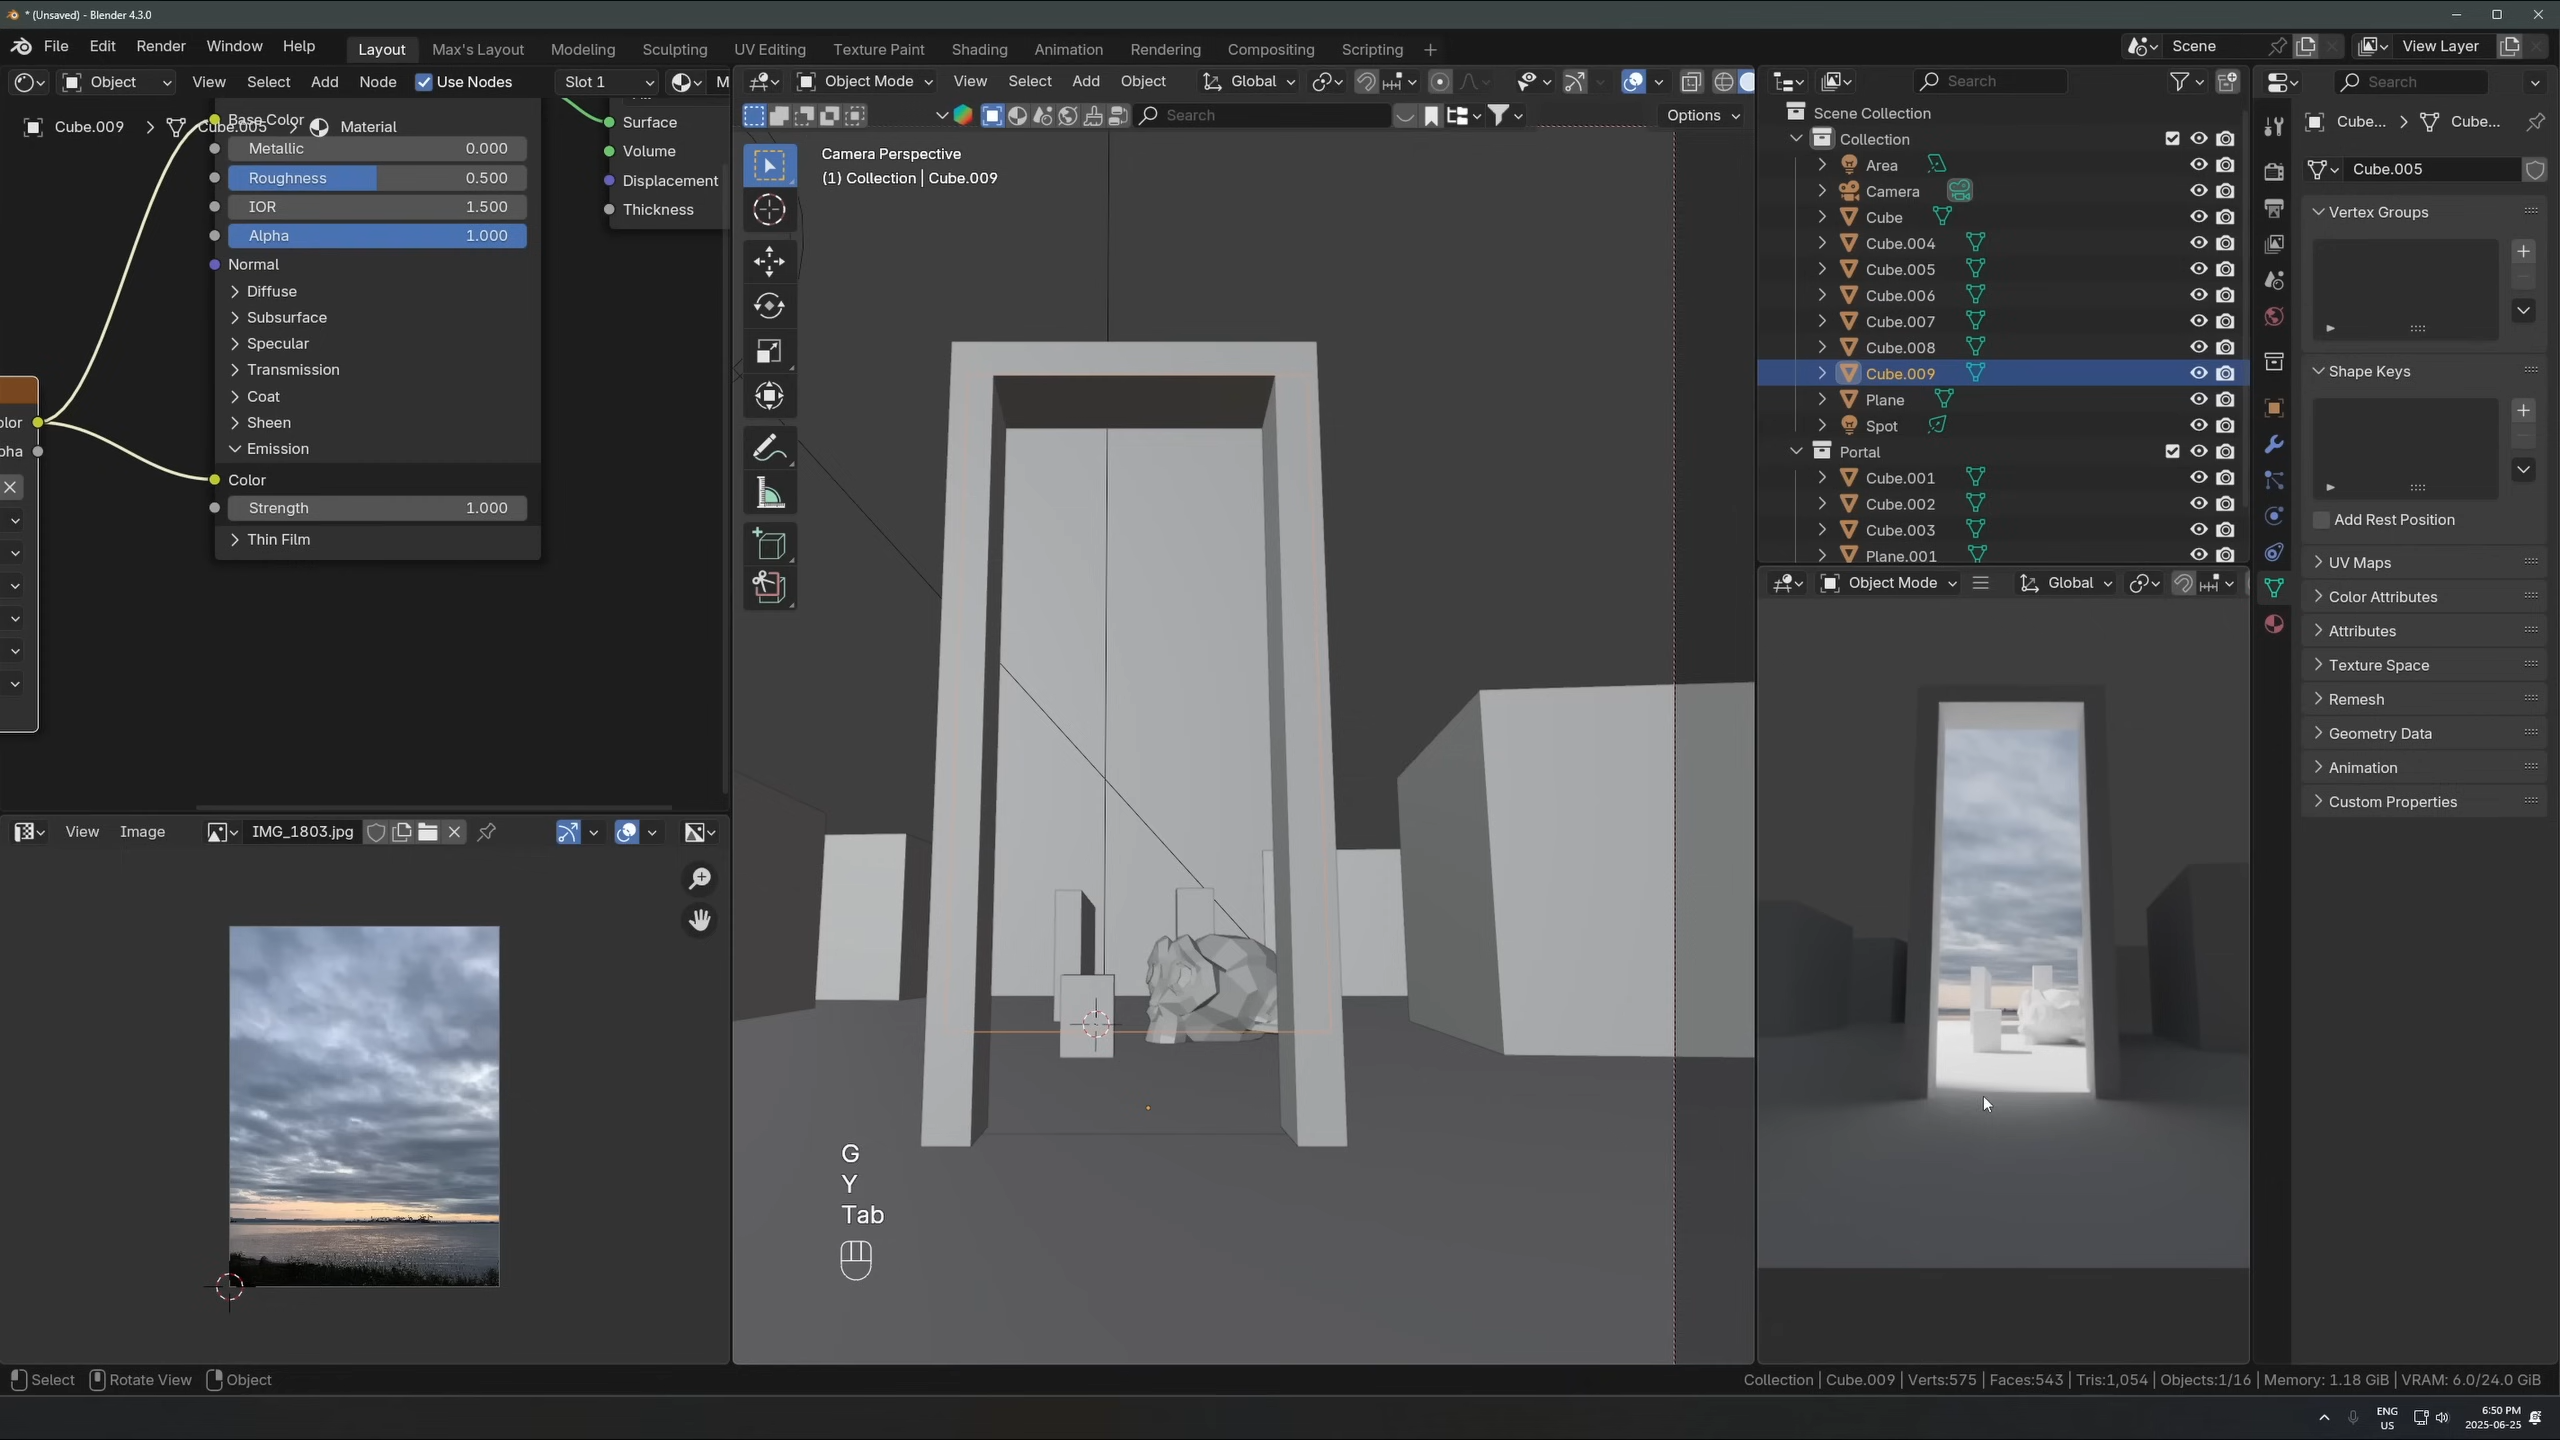 * (Unsaved) - Blender 4.3.0
File Edit Render Window Help Layout Max's Layout Modeling Sculpting UV Editing Texture Paint Shading Animation Rendering Compositing Scripting + Scene View Layer
Object View Select Add Node Use Nodes Slot 1 M
Cube.009 > Cube.005 > Material
Base Color
Metallic 0.000
Roughness 0.500
IOR 1.500
Alpha 1.000
Normal
Diffuse
Subsurface
Specular
Transmission
Coat
Sheen
Emission
Color
Strength 1.000
Thin Film
olor
pha
Surface
Volume
Displacement
Thickness
View Image IMG_1803.jpg
Object Mode View Select Add Object Global
Search Options
Camera Perspective
(1) Collection | Cube.009
G
Y
Tab
Search
Scene Collection
Collection
Area
Camera
Cube
Cube.004
Cube.005
Cube.006
Cube.007
Cube.008
Cube.009
Plane
Spot
Portal
Cube.001
Cube.002
Cube.003
Plane.001
Object Mode Global
Search
Cube... > Cube...
Cube.005
Vertex Groups
Shape Keys
Add Rest Position
UV Maps
Color Attributes
Attributes
Texture Space
Remesh
Geometry Data
Animation
Custom Properties
Select Rotate View Object
Collection | Cube.009 | Verts:575 | Faces:543 | Tris:1,054 | Objects:1/16 | Memory: 1.18 GiB | VRAM: 6.0/24.0 GiB
ENG
US
6:50 PM
2025-06-25